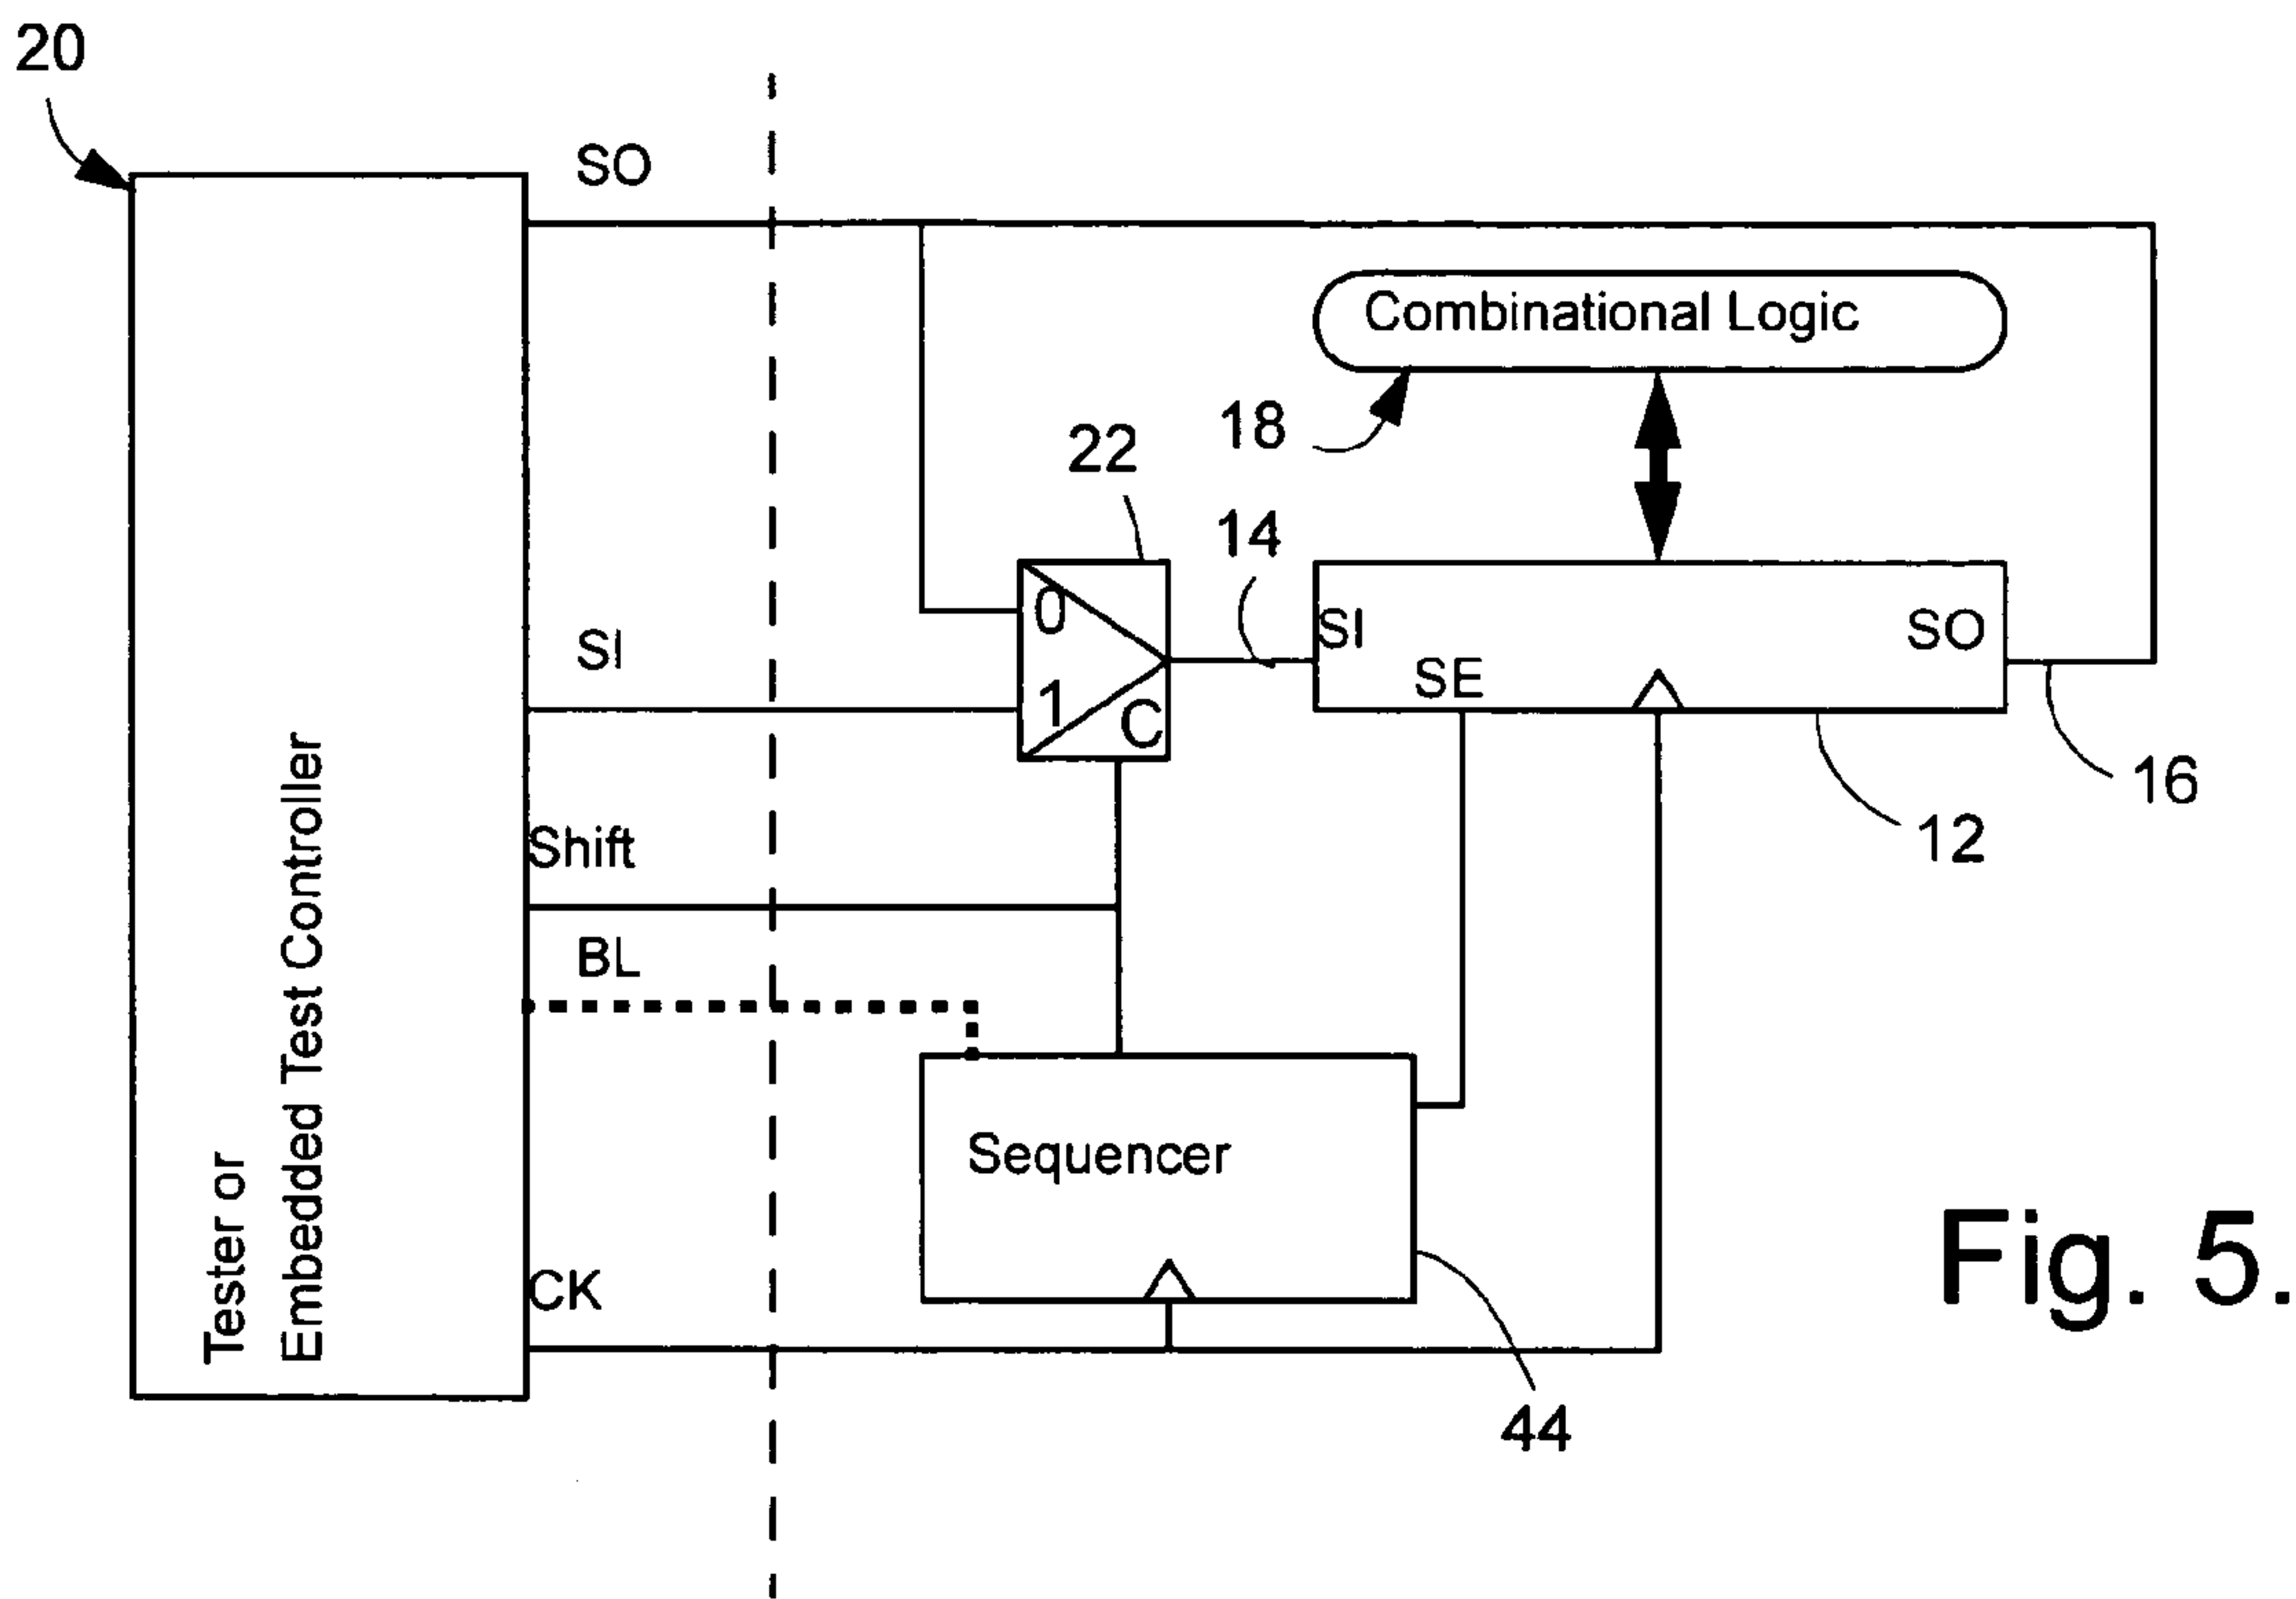 20
SO
Combinational Logic
18
22
14
0
SI
SI
SO
SE
1
C
16
12
Shift
BL
Tester or
Embedded Test Controller
Sequencer
CK
44
Fig. 5.